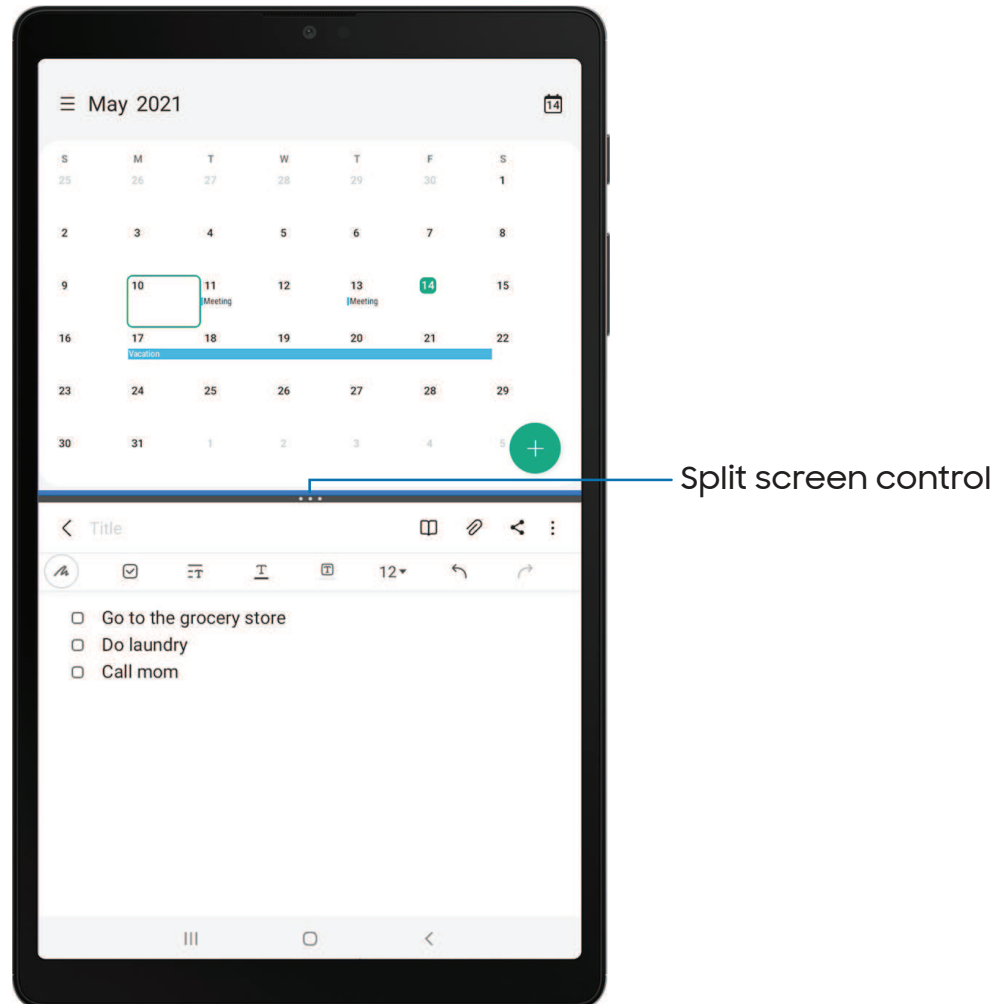 May 2021
14
S M T W T F S
25 26 27 28 29 30 1
2 3 4 5 6 7 8
9 10 11 12 13 14 15
Meeting Meeting
16 17 18 19 20 21 22
Vacation
23 24 25 26 27 28 29
30 31 1 2 3 4 5
Split screen control
Title
T T T 12
Go to the grocery store
Do laundry
Call mom